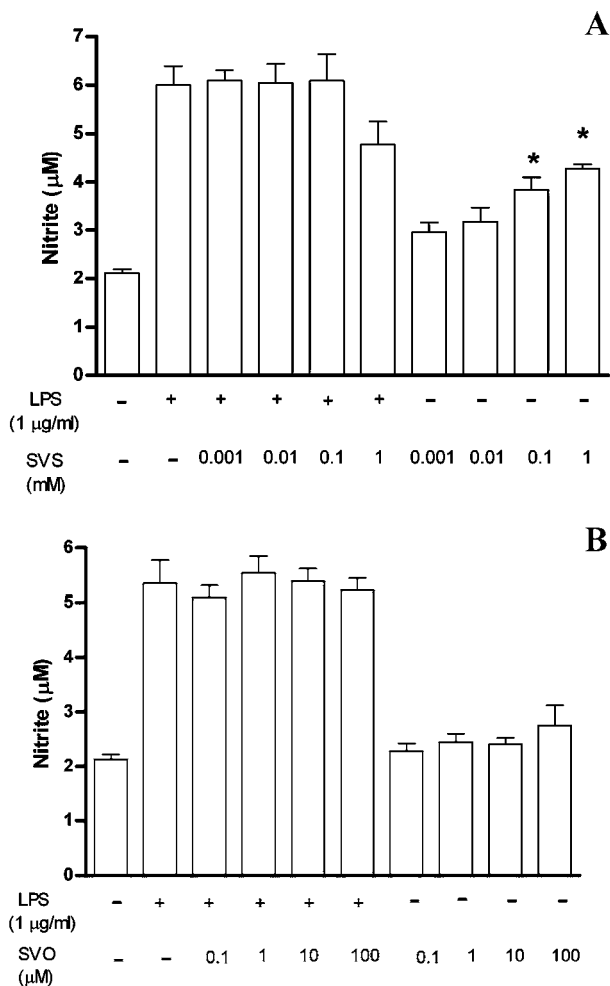 A
7
6
5
4
3
2
1
0
Nitrite (µM)
* *
LPS (1 µg/ml) – + + + + + – – – –
SVS (mM) – – 0.001 0.01 0.1 1 0.001 0.01 0.1 1
B
6
5
4
3
2
1
0
Nitrite (µM)
LPS (1 µg/ml) – + + + + + – – – –
SVO (µM) – – 0.1 1 10 100 0.1 1 10 100